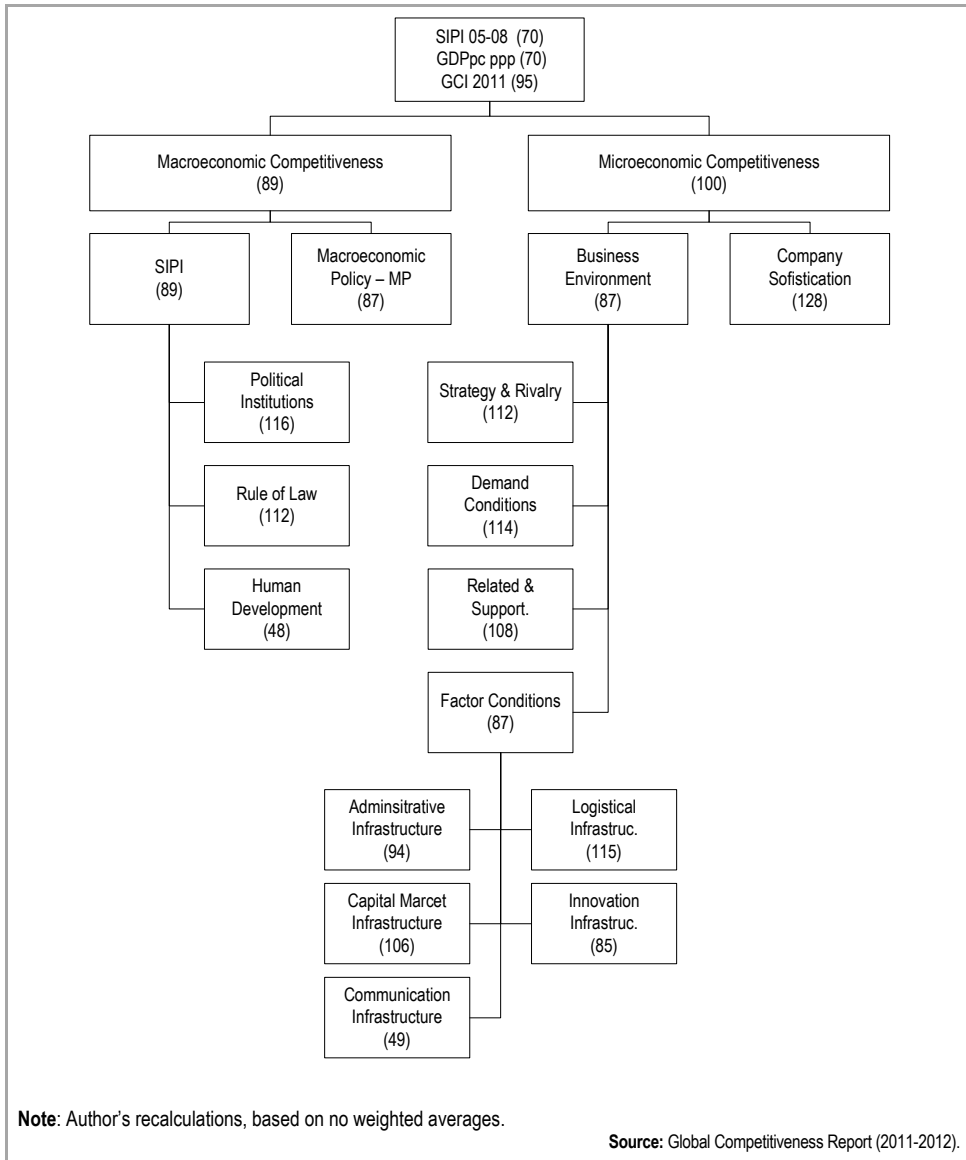 SIPI 05-08 (70)
GDPpc ppp (70)
GCI 2011 (95)
Macroeconomic Competitiveness
(89)
Microeconomic Competitiveness
(100)
SIPI
(89)
Macroeconomic
Policy – MP
(87)
Business
Environment
(87)
Company
Sofistication
(128)
Political
Institutions
(116)
Rule of Law
(112)
Human
Development
(48)
Strategy & Rivalry
(112)
Demand
Conditions
(114)
Related &
Support.
(108)
Factor Conditions
(87)
Adminsitrative
Infrastructure
(94)
Logistical
Infrastruc.
(115)
Capital Marcet
Infrastructure
(106)
Innovation
Infrastruc.
(85)
Communication
Infrastructure
(49)
Note: Author's recalculations, based on no weighted averages.
Source: Global Competitiveness Report (2011-2012).